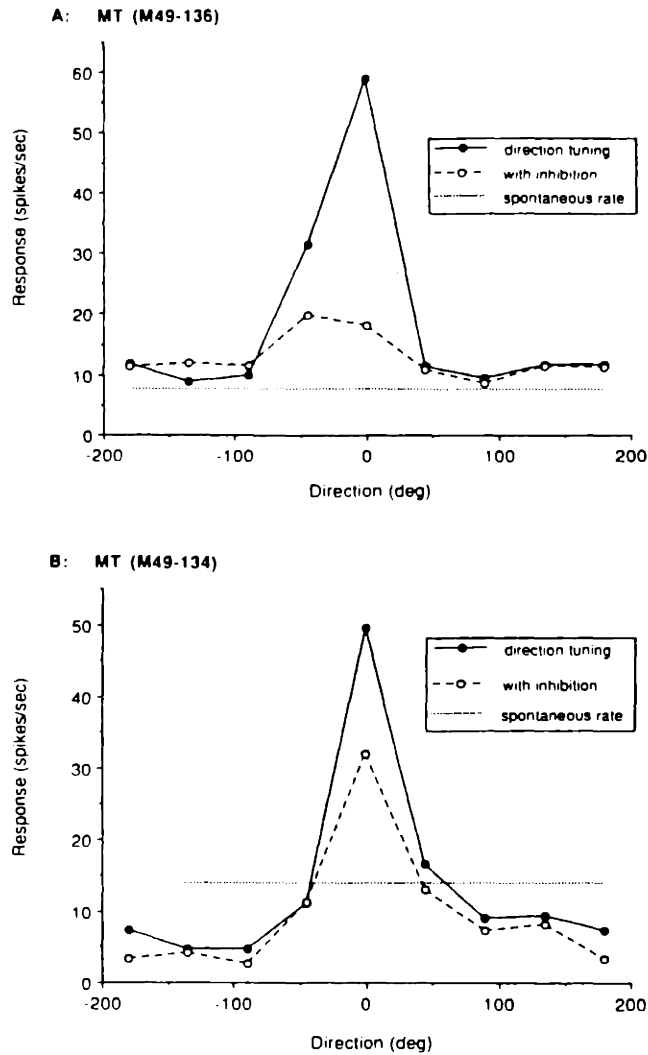 A: MT (M49-136)
60
50
40
30
20
10
0
Response (spikes/sec)
direction tuning
with inhibition
spontaneous rate
-200
-100
0
100
200
Direction (deg)
B: MT (M49-134)
50
40
30
20
10
0
Response (spikes/sec)
direction tuning
with inhibition
spontaneous rate
-200
-100
0
100
200
Direction (deg)